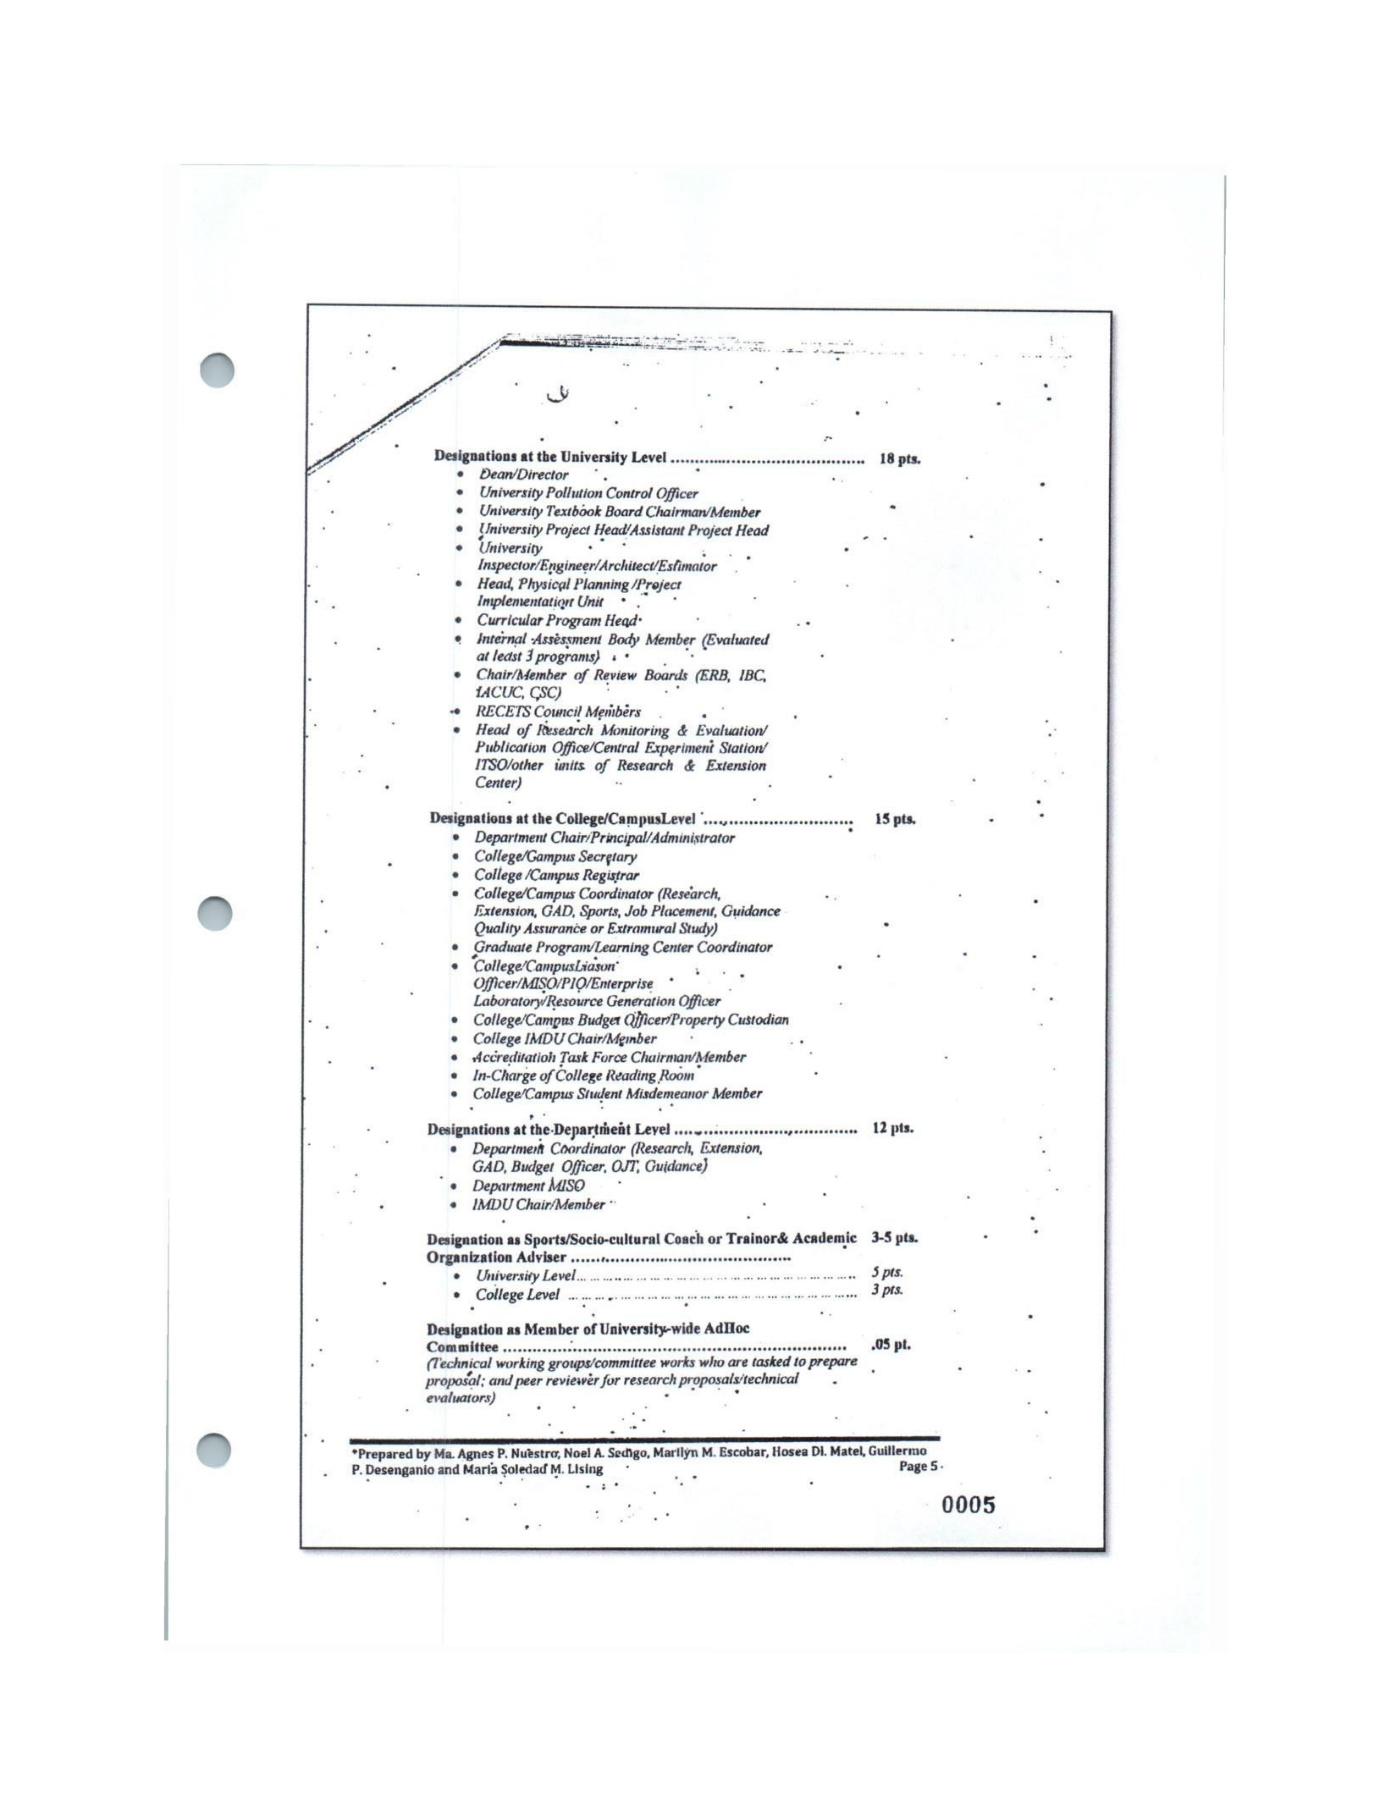 Designations at the University Level ........................................... 18 pts.
• Dean/Director
• University Pollution Control Officer
• University Textbook Board Chairman/Member
• University Project Head/Assistant Project Head
• University
Inspector/Engineer/Architect/Estimator
• Head, Physical Planning /Project
Implementation Unit
• Curricular Program Head
• Internal Assessment Body Member (Evaluated
at least 3 programs)
• Chair/Member of Review Boards (ERB, IBC,
IACUC, CSC)
• RECETS Council Members
• Head of Research Monitoring & Evaluation/
Publication Office/Central Experiment Station/
ITSO/other units of Research & Extension
Center)
Designations at the College/CampusLevel ................................. 15 pts.
• Department Chair/Principal/Administrator
• College/Campus Secretary
• College /Campus Registrar
• College/Campus Coordinator (Research,
Extension, GAD, Sports, Job Placement, Guidance
Quality Assurance or Extramural Study)
• Graduate Program/Learning Center Coordinator
• College/CampusLiason
Officer/MISO/PIO/Enterprise
Laboratory/Resource Generation Officer
• College/Campus Budget Officer/Property Custodian
• College IMDU Chair/Member
• Accreditation Task Force Chairman/Member
• In-Charge of College Reading Room
• College/Campus Student Misdemeanor Member
Designations at the Department Level ........................................ 12 pts.
• Department Coordinator (Research, Extension,
GAD, Budget Officer, OJT, Guidance)
• Department MISO
• IMDU Chair/Member
Designation as Sports/Socio-cultural Coach or Trainor& Academic 3-5 pts.
Organization Adviser ................................................
• University Level............................................................ 5 pts.
• College Level ............................................................ 3 pts.
Designation as Member of University-wide AdHoc
Committee ........................................................................... .05 pt.
(Technical working groups/committee works who are tasked to prepare
proposal; and peer reviewer for research proposals/technical
evaluators)
*Prepared by Ma. Agnes P. Nuestro, Noel A. Sedigo, Marilyn M. Escobar, Hosea DI. Matel, Guillermo
P. Desenganio and Maria Soledad M. Lising Page 5
0005